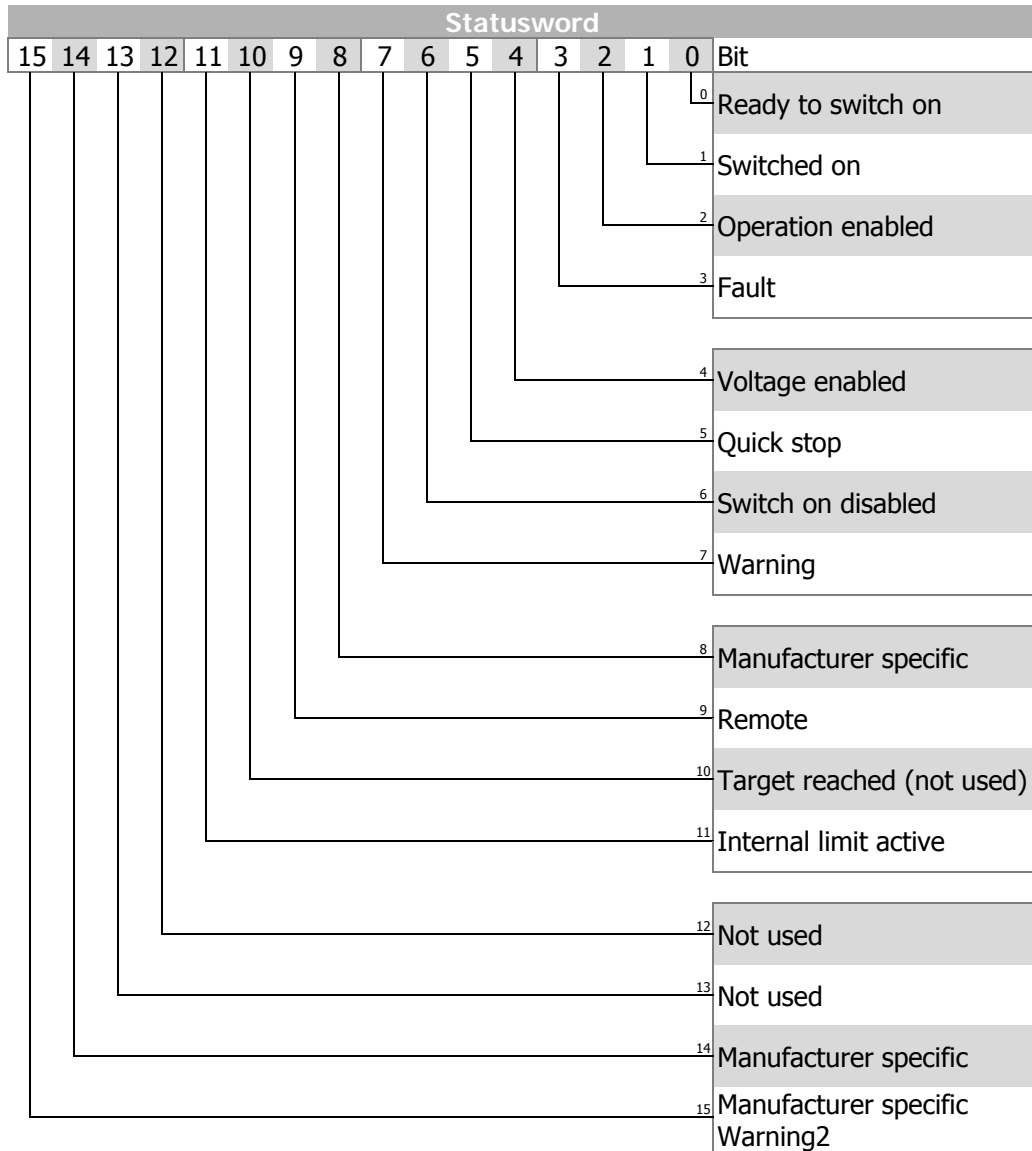 Statusword
15 14 13 12 11 10 9 8 7 6 5 4 3 2 1 0 Bit
0 Ready to switch on
1 Switched on
2 Operation enabled
3 Fault
4 Voltage enabled
5 Quick stop
6 Switch on disabled
7 Warning
8 Manufacturer specific
9 Remote
10 Target reached (not used)
11 Internal limit active
12 Not used
13 Not used
14 Manufacturer specific
15 Manufacturer specific
Warning2